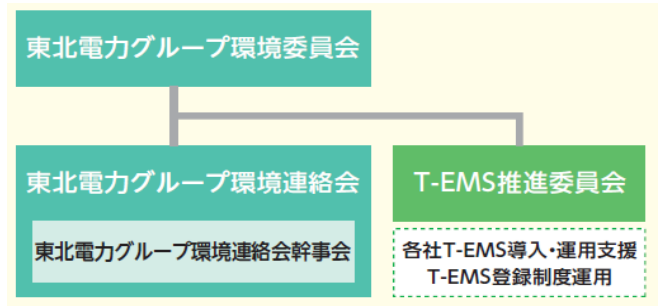 東北電力グループ環境委員会
東北電力グループ環境連絡会
東北電力グループ環境連絡会幹事会
T-EMS推進委員会
各社T-EMS導入・運用支援
T-EMS登録制度運用